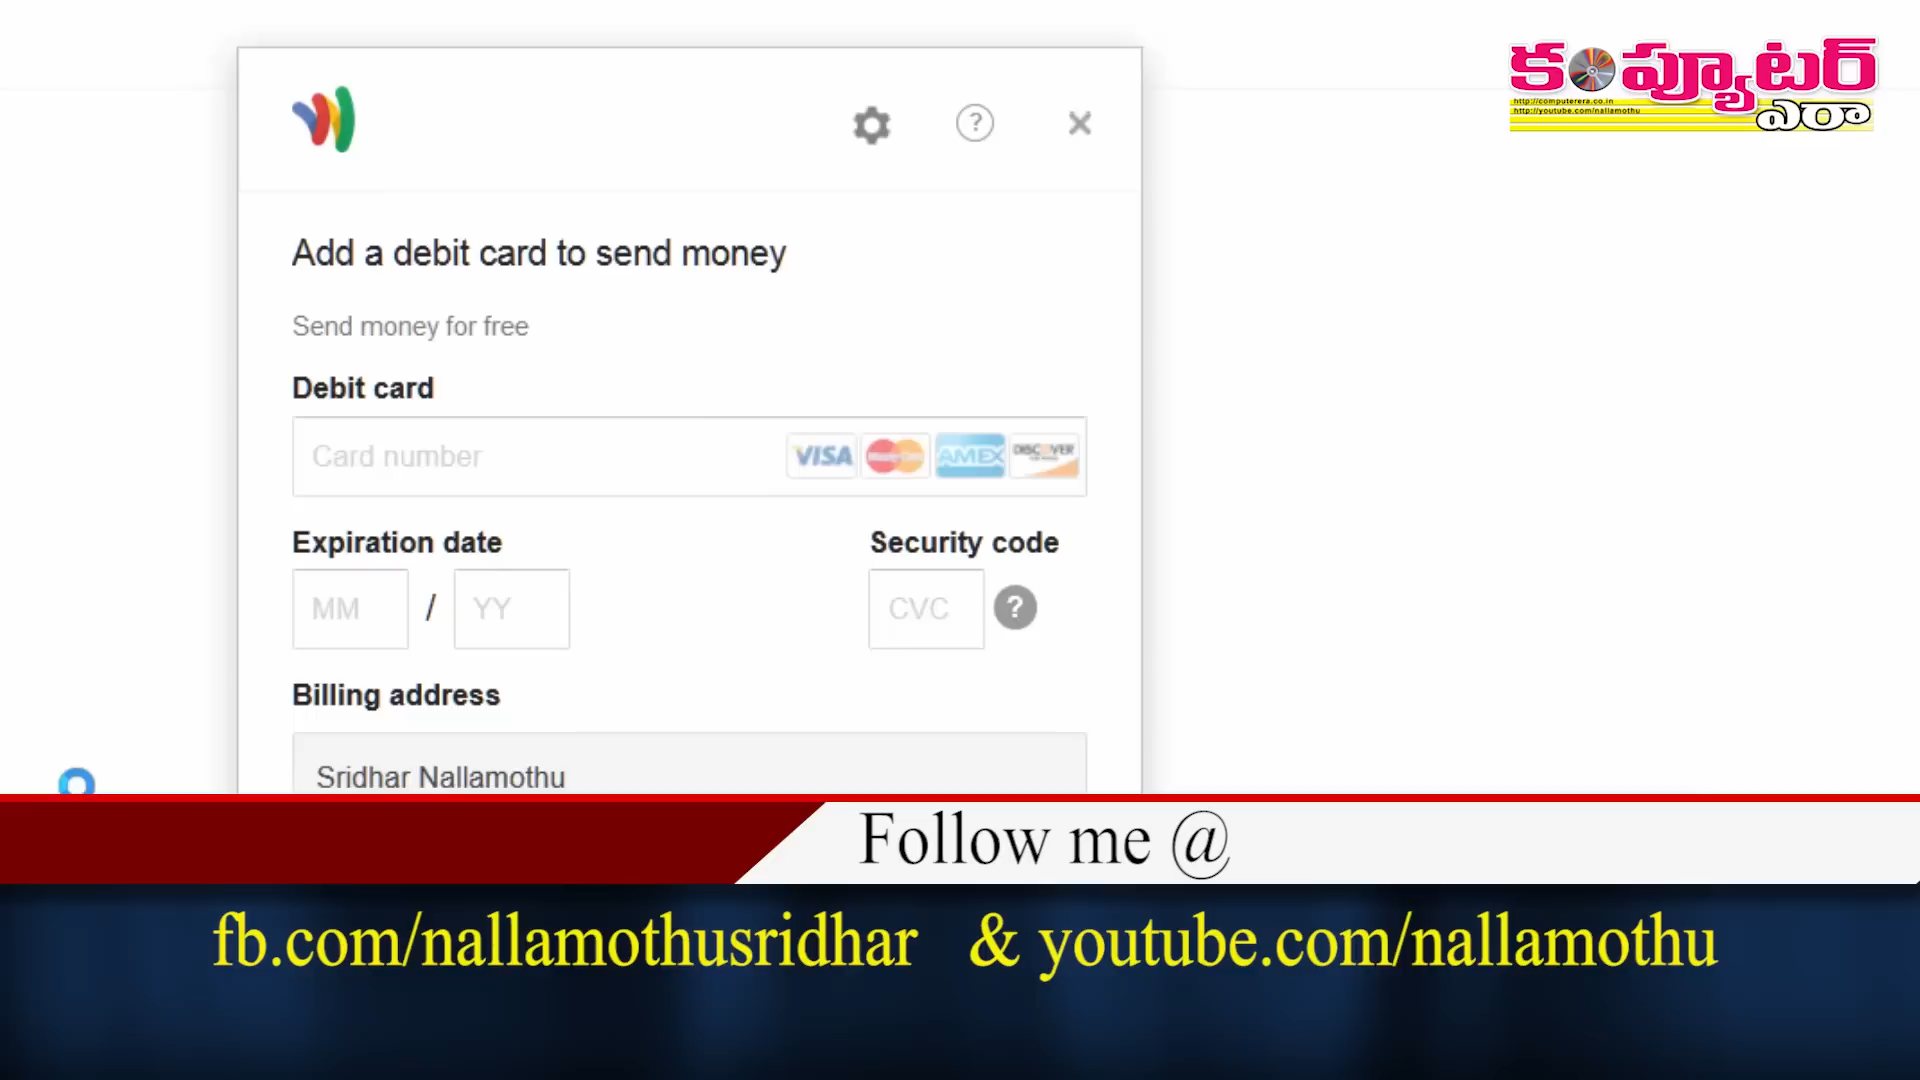 కంప్యూటర్
http://computerera.co.in
http://youtube.com/nallamothu
ఎరా
Add a debit card to send money
Send money for free
Debit card
Card number
VISA MasterCard AMEX DISCOVER
Expiration date Security code
MM / YY CVC ?
Billing address
Sridhar Nallamothu
Follow me @
fb.com/nallamothusridhar & youtube.com/nallamothu